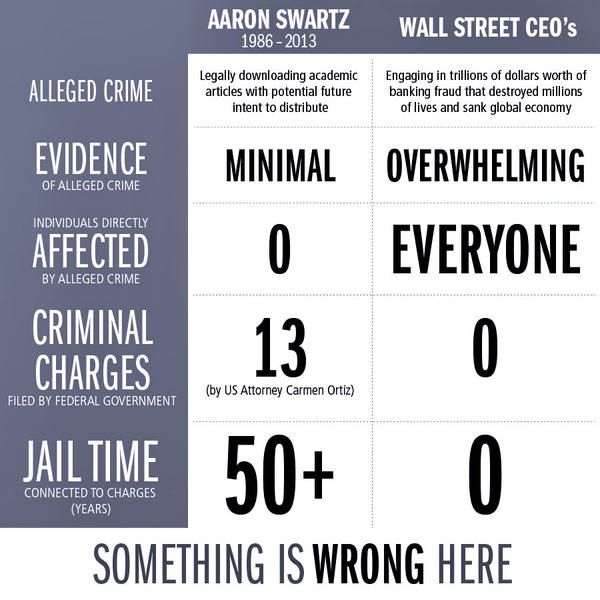 AARON SWARTZ
1986 – 2013
WALL STREET CEO's
ALLEGED CRIME
Legally downloading academic
articles with potential future
intent to distribute
Engaging in trillions of dollars worth of
banking fraud that destroyed millions
of lives and sank global economy
EVIDENCE
OF ALLEGED CRIME
MINIMAL
OVERWHELMING
INDIVIDUALS DIRECTLY
AFFECTED
BY ALLEGED CRIME
0
EVERYONE
CRIMINAL
CHARGES
FILED BY FEDERAL GOVERNMENT
13
(by US Attorney Carmen Ortiz)
0
JAIL TIME
CONNECTED TO CHARGES
(YEARS)
50+
0
SOMETHING IS WRONG HERE